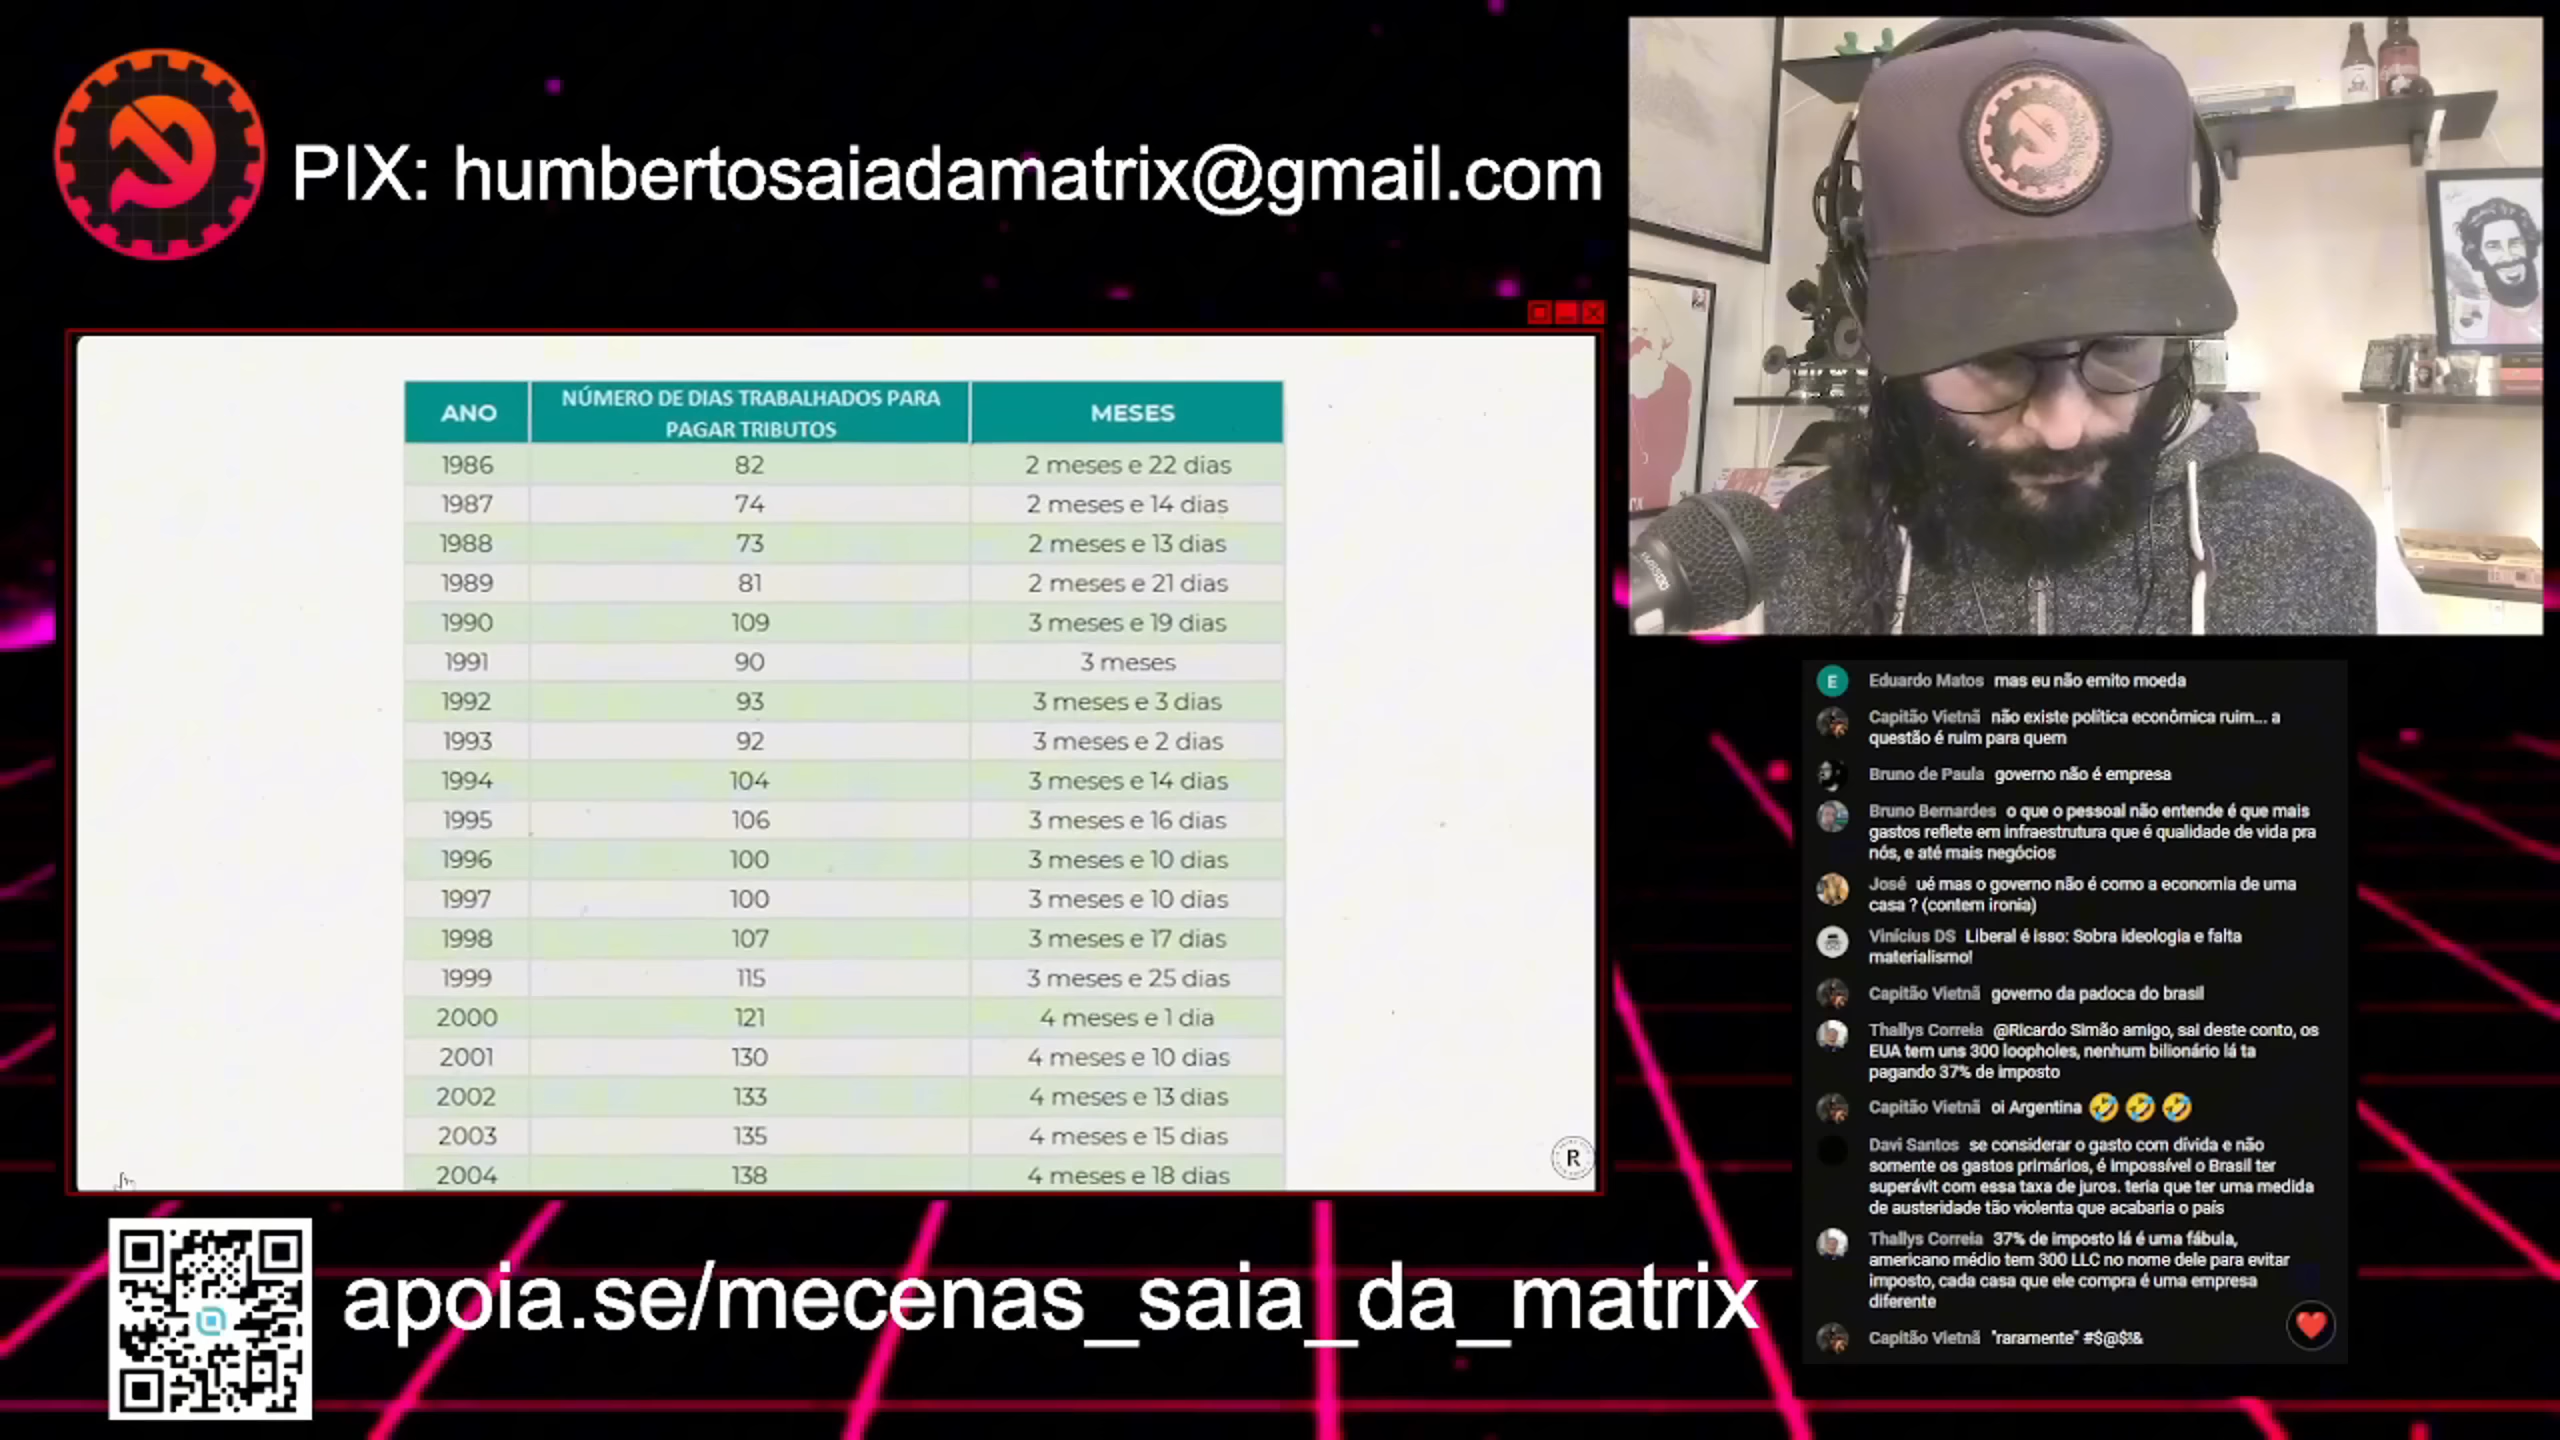 PIX: humbertosaiadamatrix@gmail.com
ANO NÚMERO DE DIAS TRABALHADOS PARA PAGAR TRIBUTOS MESES
1986 82 2 meses e 22 dias
1987 74 2 meses e 14 dias
1988 73 2 meses e 13 dias
1989 81 2 meses e 21 dias
1990 109 3 meses e 19 dias
1991 90 3 meses
1992 93 3 meses e 3 dias
1993 92 3 meses e 2 dias
1994 104 3 meses e 14 dias
1995 106 3 meses e 16 dias
1996 100 3 meses e 10 dias
1997 100 3 meses e 10 dias
1998 107 3 meses e 17 dias
1999 115 3 meses e 25 dias
2000 121 4 meses e 1 dia
2001 130 4 meses e 10 dias
2002 133 4 meses e 13 dias
2003 135 4 meses e 15 dias
2004 138 4 meses e 18 dias
R
apoia.se/mecenas_saia_da_matrix
E Eduardo Matos mas eu não emito moeda
Capitão Vietnã não existe política econômica ruim... a
questão é ruim para quem
Bruno de Paula governo não é empresa
Bruno Bernardes o que o pessoal não entende é que mais
gastos reflete em infraestrutura que é qualidade de vida pra
nós, e até mais negócios
José ué mas o governo não é como a economia de uma
casa ? (contem ironia)
Vinícius DS Liberal é isso: Sobra ideologia e falta
materialismo!
Capitão Vietnã governo da padoca do brasil
Thallys Correia @Ricardo Simão amigo, sai deste conto, os
EUA tem uns 300 loopholes, nenhum bilionário lá ta
pagando 37% de imposto
Capitão Vietnã oi Argentina 🤣🤣🤣
Davi Santos se considerar o gasto com dívida e não
somente os gastos primários, é impossível o Brasil ter
superávit com essa taxa de juros. teria que ter uma medida
de austeridade tão violenta que acabaria o país
Thallys Correia 37% de imposto lá é uma fábula,
americano médio tem 300 LLC no nome dele para evitar
imposto, cada casa que ele compra é uma empresa
diferente
Capitão Vietnã "raramente" #$@$!&